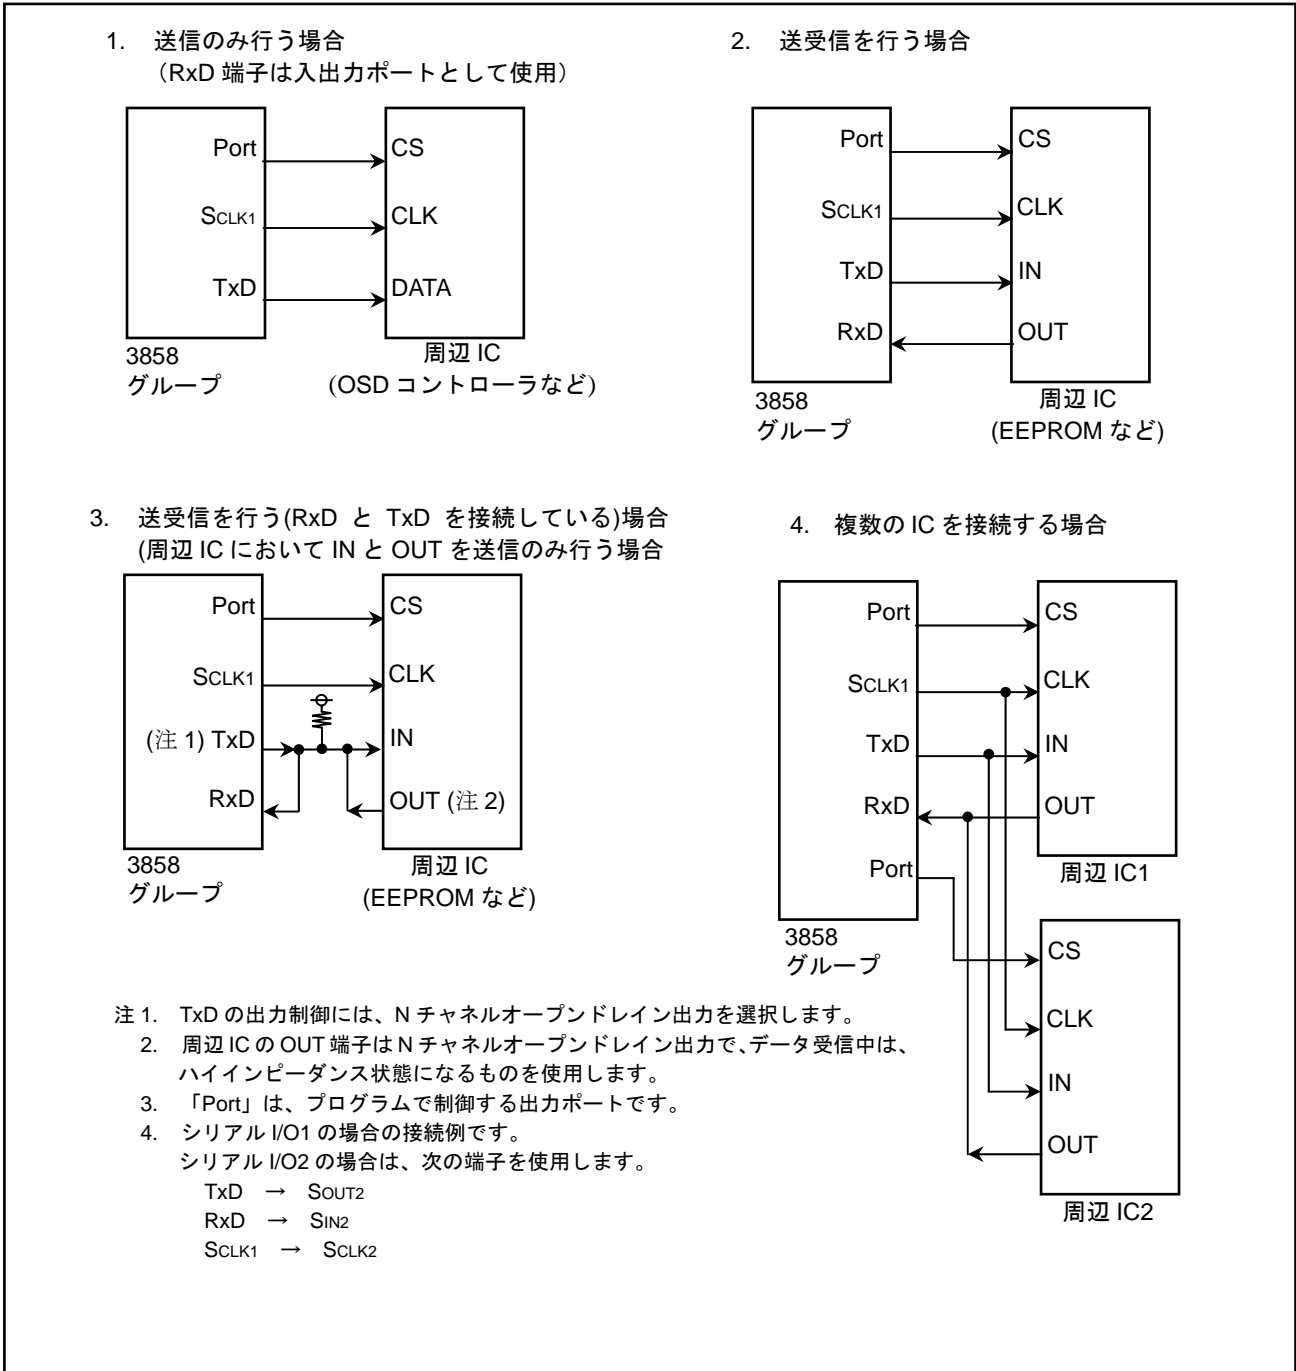 1. 送信のみ行う場合
（RxD 端子は入出力ポートとして使用）
Port
SCLK1
TxD
CS
CLK
DATA
3858
グループ
周辺 IC
(OSD コントローラなど)
2. 送受信を行う場合
Port
SCLK1
TxD
RxD
CS
CLK
IN
OUT
3858
グループ
周辺 IC
(EEPROM など)
3. 送受信を行う(RxD と TxD を接続している)場合
(周辺 IC において IN と OUT を送信のみ行う場合
Port
SCLK1
(注 1) TxD
RxD
CS
CLK
IN
OUT (注 2)
3858
グループ
周辺 IC
(EEPROM など)
4. 複数の IC を接続する場合
Port
SCLK1
TxD
RxD
Port
CS
CLK
IN
OUT
周辺 IC1
3858
グループ
CS
CLK
IN
OUT
周辺 IC2
注 1. TxD の出力制御には、N チャネルオープンドレイン出力を選択します。
2. 周辺 IC の OUT 端子は N チャネルオープンドレイン出力で、データ受信中は、
ハイインピーダンス状態になるものを使用します。
3. 「Port」は、プログラムで制御する出力ポートです。
4. シリアル I/O1 の場合の接続例です。
シリアル I/O2 の場合は、次の端子を使用します。
TxD → SOUT2
RxD → SIN2
SCLK1 → SCLK2